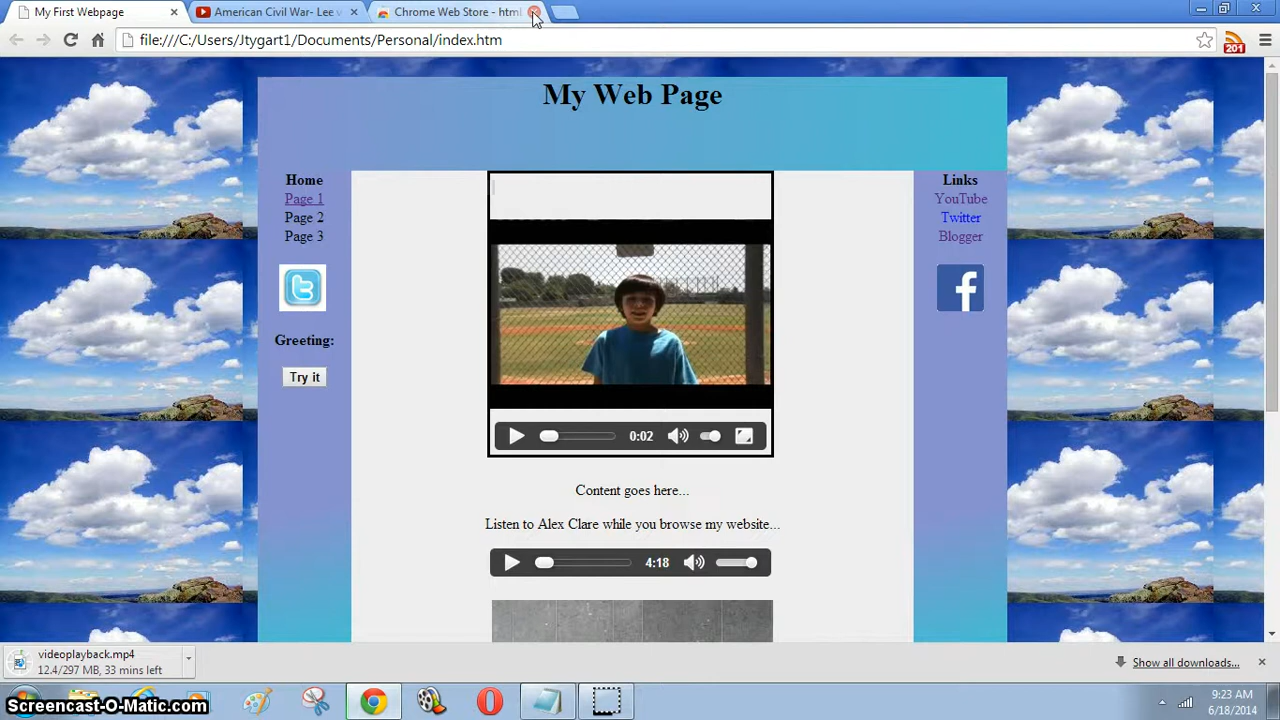 My First Webpage
American Civil War- Lee v
Chrome Web Store - html
file:///C:/Users/Jtygart1/Documents/Personal/index.htm
201
My Web Page
Home
Page 1
Page 2
Page 3
Greeting:
Try it
Links
YouTube
Twitter
Blogger
0:02
Content goes here...
Listen to Alex Clare while you browse my website...
4:18
videoplayback.mp4
12.4/297 MB, 33 mins left
Show all downloads...
Screencast-O-Matic.com
9:23 AM
6/18/2014